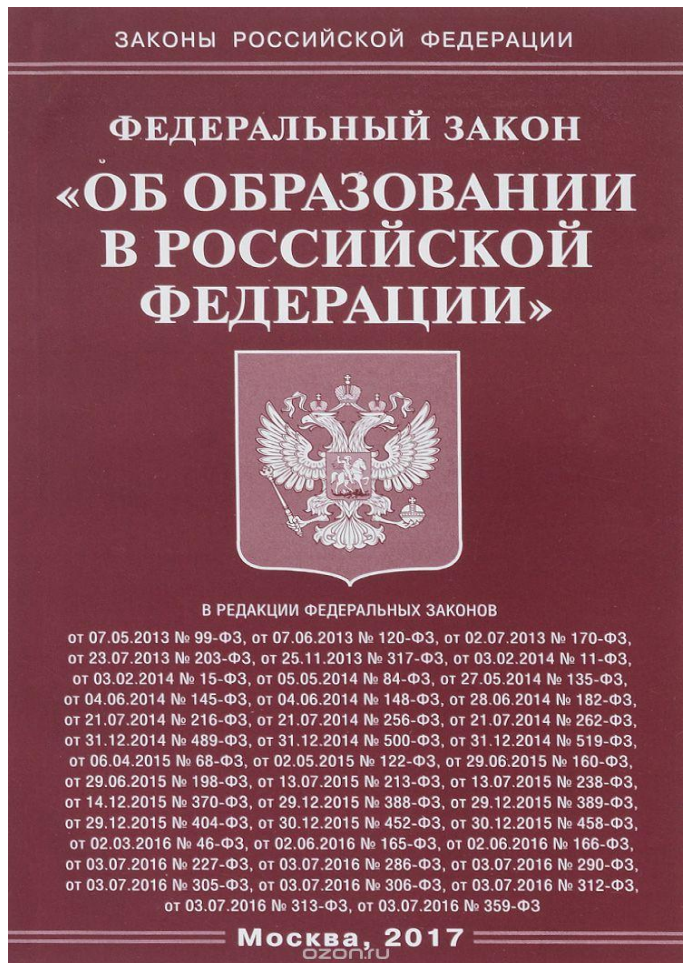 ЗАКОНЫ РОССИЙСКОЙ ФЕДЕРАЦИИ
ФЕДЕРАЛЬНЫЙ ЗАКОН
«ОБ ОБРАЗОВАНИИ
В РОССИЙСКОЙ
ФЕДЕРАЦИИ»
В РЕДАКЦИИ ФЕДЕРАЛЬНЫХ ЗАКОНОВ
от 07.05.2013 № 99-ФЗ, от 07.06.2013 № 120-ФЗ, от 02.07.2013 № 170-ФЗ,
от 23.07.2013 № 203-ФЗ, от 25.11.2013 № 317-ФЗ, от 03.02.2014 № 11-ФЗ,
от 03.02.2014 № 15-ФЗ, от 05.05.2014 № 84-ФЗ, от 27.05.2014 № 135-ФЗ,
от 04.06.2014 № 145-ФЗ, от 04.06.2014 № 148-ФЗ, от 28.06.2014 № 182-ФЗ,
от 21.07.2014 № 216-ФЗ, от 21.07.2014 № 256-ФЗ, от 21.07.2014 № 262-ФЗ,
от 31.12.2014 № 489-ФЗ, от 31.12.2014 № 500-ФЗ, от 31.12.2014 № 519-ФЗ,
от 06.04.2015 № 68-ФЗ, от 02.05.2015 № 122-ФЗ, от 29.06.2015 № 160-ФЗ,
от 29.06.2015 № 198-ФЗ, от 13.07.2015 № 213-ФЗ, от 13.07.2015 № 238-ФЗ,
от 14.12.2015 № 370-ФЗ, от 29.12.2015 № 388-ФЗ, от 29.12.2015 № 389-ФЗ,
от 29.12.2015 № 404-ФЗ, от 30.12.2015 № 452-ФЗ, от 30.12.2015 № 458-ФЗ,
от 02.03.2016 № 46-ФЗ, от 02.06.2016 № 165-ФЗ, от 02.06.2016 № 166-ФЗ,
от 03.07.2016 № 227-ФЗ, от 03.07.2016 № 286-ФЗ, от 03.07.2016 № 290-ФЗ,
от 03.07.2016 № 305-ФЗ, от 03.07.2016 № 306-ФЗ, от 03.07.2016 № 312-ФЗ,
от 03.07.2016 № 313-ФЗ, от 03.07.2016 № 359-ФЗ
Москва, 2017
ozon.ru